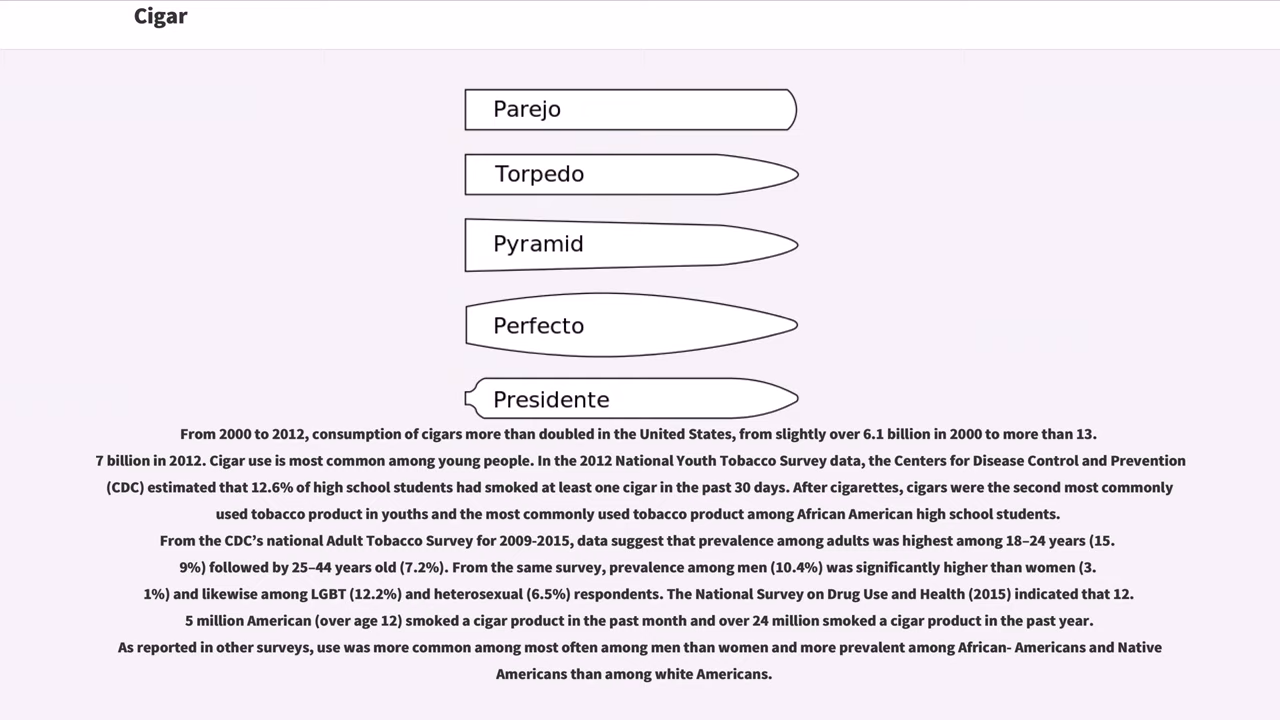 Cigar
Parejo
Torpedo
Pyramid
Perfecto
Presidente
From 2000 to 2012, consumption of cigars more than doubled in the United States, from slightly over 6.1 billion in 2000 to more than 13.
7 billion in 2012. Cigar use is most common among young people. In the 2012 National Youth Tobacco Survey data, the Centers for Disease Control and Prevention
(CDC) estimated that 12.6% of high school students had smoked at least one cigar in the past 30 days. After cigarettes, cigars were the second most commonly
used tobacco product in youths and the most commonly used tobacco product among African American high school students.
From the CDC’s national Adult Tobacco Survey for 2009-2015, data suggest that prevalence among adults was highest among 18–24 years (15.
9%) followed by 25–44 years old (7.2%). From the same survey, prevalence among men (10.4%) was significantly higher than women (3.
1%) and likewise among LGBT (12.2%) and heterosexual (6.5%) respondents. The National Survey on Drug Use and Health (2015) indicated that 12.
5 million American (over age 12) smoked a cigar product in the past month and over 24 million smoked a cigar product in the past year.
As reported in other surveys, use was more common among most often among men than women and more prevalent among African- Americans and Native
Americans than among white Americans.